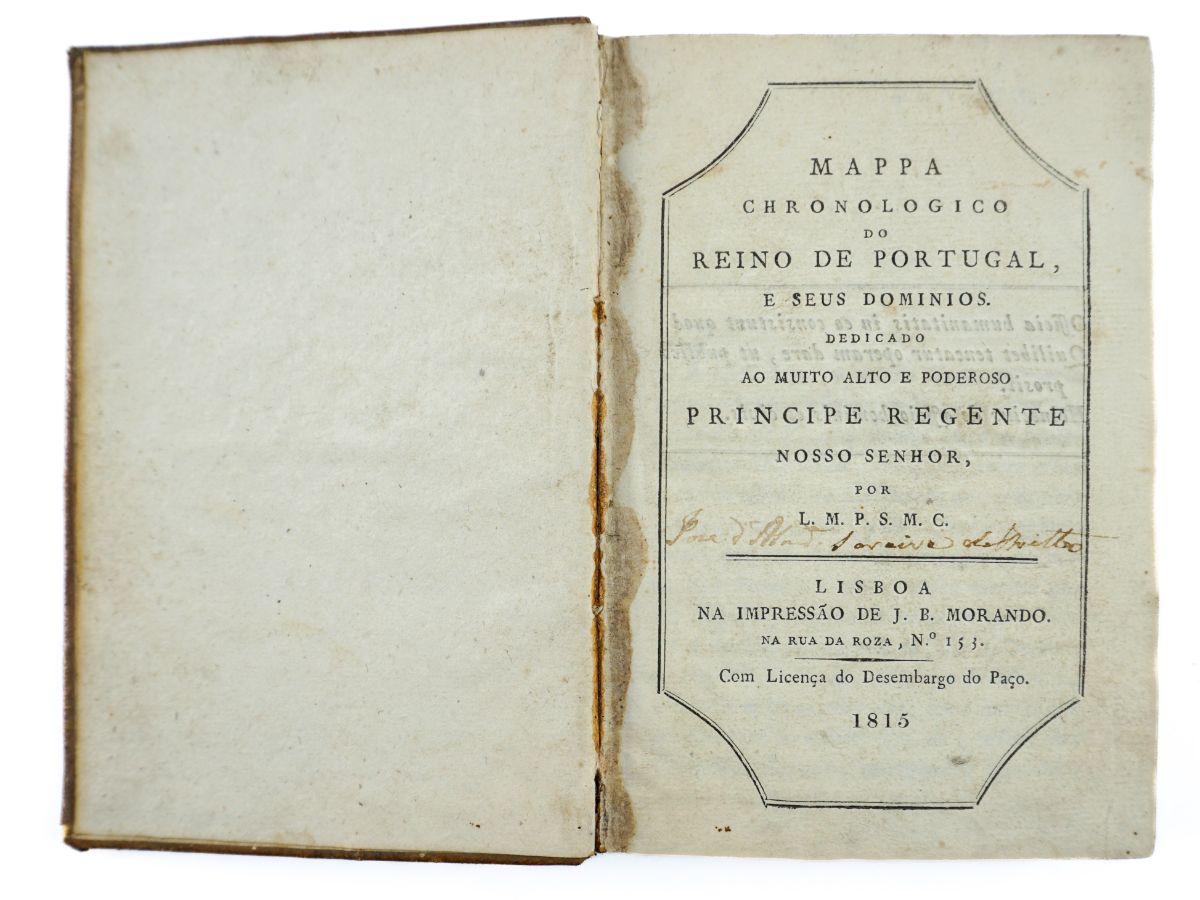 MAPPA
CHRONOLOGICO
DO
REINO DE PORTUGAL,
E SEUS DOMINIOS.
DEDICADO
AO MUITO ALTO E PODEROSO
PRINCIPE REGENTE
NOSSO SENHOR,
POR
L. M. P. S. M. C.
Saraiva
LISBOA
NA IMPRESSÃO DE J. B. MORANDO.
NA RUA DA ROZA, N.º 153.
Com Licença do Desembargo do Paço.
1815